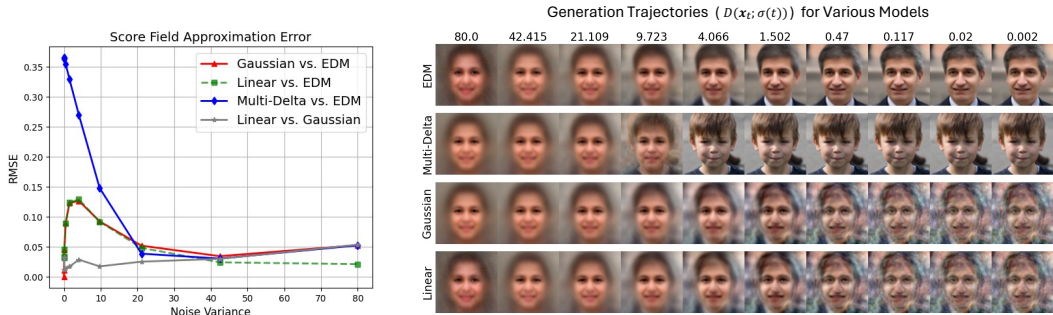 Score Field Approximation Error
RMSE
0.35
0.30
0.25
0.20
0.15
0.10
0.05
0.00
Gaussian vs. EDM
Linear vs. EDM
Multi-Delta vs. EDM
Linear vs. Gaussian
0 10 20 30 40 50 60 70 80
Noise Variance
Generation Trajectories ( D(𝒙ₜ; σ(t)) ) for Various Models
80.0 42.415 21.109 9.723 4.066 1.502 0.47 0.117 0.02 0.002
EDM
Multi-Delta
Gaussian
Linear